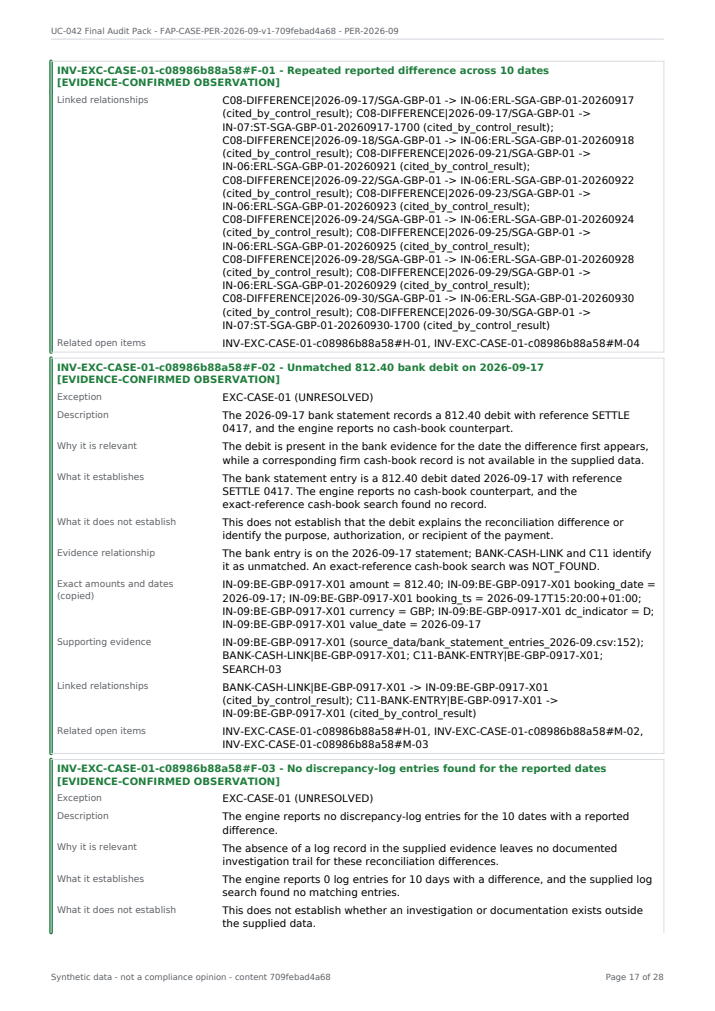 UC-042 Final Audit Pack - FAP-CASE-PER-2026-09-v1-709febad4a68 - PER-2026-09
INV-EXC-CASE-01-c08986b88a58#F-01 - Repeated reported difference across 10 dates
[EVIDENCE-CONFIRMED OBSERVATION]
Linked relationships
C08-DIFFERENCE|2026-09-17/SGA-GBP-01 -> IN-06:ERL-SGA-GBP-01-20260917
(cited_by_control_result); C08-DIFFERENCE|2026-09-17/SGA-GBP-01 ->
IN-07:ST-SGA-GBP-01-20260917-1700 (cited_by_control_result);
C08-DIFFERENCE|2026-09-18/SGA-GBP-01 -> IN-06:ERL-SGA-GBP-01-20260918
(cited_by_control_result); C08-DIFFERENCE|2026-09-21/SGA-GBP-01 ->
IN-06:ERL-SGA-GBP-01-20260921 (cited_by_control_result);
C08-DIFFERENCE|2026-09-22/SGA-GBP-01 -> IN-06:ERL-SGA-GBP-01-20260922
(cited_by_control_result); C08-DIFFERENCE|2026-09-23/SGA-GBP-01 ->
IN-06:ERL-SGA-GBP-01-20260923 (cited_by_control_result);
C08-DIFFERENCE|2026-09-24/SGA-GBP-01 -> IN-06:ERL-SGA-GBP-01-20260924
(cited_by_control_result); C08-DIFFERENCE|2026-09-25/SGA-GBP-01 ->
IN-06:ERL-SGA-GBP-01-20260925 (cited_by_control_result);
C08-DIFFERENCE|2026-09-28/SGA-GBP-01 -> IN-06:ERL-SGA-GBP-01-20260928
(cited_by_control_result); C08-DIFFERENCE|2026-09-29/SGA-GBP-01 ->
IN-06:ERL-SGA-GBP-01-20260929 (cited_by_control_result);
C08-DIFFERENCE|2026-09-30/SGA-GBP-01 -> IN-06:ERL-SGA-GBP-01-20260930
(cited_by_control_result); C08-DIFFERENCE|2026-09-30/SGA-GBP-01 ->
IN-07:ST-SGA-GBP-01-20260930-1700 (cited_by_control_result)
Related open items
INV-EXC-CASE-01-c08986b88a58#H-01, INV-EXC-CASE-01-c08986b88a58#M-04
INV-EXC-CASE-01-c08986b88a58#F-02 - Unmatched 812.40 bank debit on 2026-09-17
[EVIDENCE-CONFIRMED OBSERVATION]
Exception
EXC-CASE-01 (UNRESOLVED)
Description
The 2026-09-17 bank statement records a 812.40 debit with reference SETTLE
0417, and the engine reports no cash-book counterpart.
Why it is relevant
The debit is present in the bank evidence for the date the difference first appears,
while a corresponding firm cash-book record is not available in the supplied data.
What it establishes
The bank statement entry is a 812.40 debit dated 2026-09-17 with reference
SETTLE 0417. The engine reports no cash-book counterpart, and the
exact-reference cash-book search found no record.
What it does not establish
This does not establish that the debit explains the reconciliation difference or
identify the purpose, authorization, or recipient of the payment.
Evidence relationship
The bank entry is on the 2026-09-17 statement; BANK-CASH-LINK and C11 identify
it as unmatched. An exact-reference cash-book search was NOT_FOUND.
Exact amounts and dates
(copied)
IN-09:BE-GBP-0917-X01 amount = 812.40; IN-09:BE-GBP-0917-X01 booking_date =
2026-09-17; IN-09:BE-GBP-0917-X01 booking_ts = 2026-09-17T15:20:00+01:00;
IN-09:BE-GBP-0917-X01 currency = GBP; IN-09:BE-GBP-0917-X01 dc_indicator = D;
IN-09:BE-GBP-0917-X01 value_date = 2026-09-17
Supporting evidence
IN-09:BE-GBP-0917-X01 (source_data/bank_statement_entries_2026-09.csv:152);
BANK-CASH-LINK|BE-GBP-0917-X01; C11-BANK-ENTRY|BE-GBP-0917-X01;
SEARCH-03
Linked relationships
BANK-CASH-LINK|BE-GBP-0917-X01 -> IN-09:BE-GBP-0917-X01
(cited_by_control_result); C11-BANK-ENTRY|BE-GBP-0917-X01 ->
IN-09:BE-GBP-0917-X01 (cited_by_control_result)
Related open items
INV-EXC-CASE-01-c08986b88a58#H-01, INV-EXC-CASE-01-c08986b88a58#M-02,
INV-EXC-CASE-01-c08986b88a58#M-03
INV-EXC-CASE-01-c08986b88a58#F-03 - No discrepancy-log entries found for the reported dates
[EVIDENCE-CONFIRMED OBSERVATION]
Exception
EXC-CASE-01 (UNRESOLVED)
Description
The engine reports no discrepancy-log entries for the 10 dates with a reported
difference.
Why it is relevant
The absence of a log record in the supplied evidence leaves no documented
investigation trail for these reconciliation differences.
What it establishes
The engine reports 0 log entries for 10 days with a difference, and the supplied log
search found no matching entries.
What it does not establish
This does not establish whether an investigation or documentation exists outside
the supplied data.
Synthetic data - not a compliance opinion - content 709febad4a68
Page 17 of 28